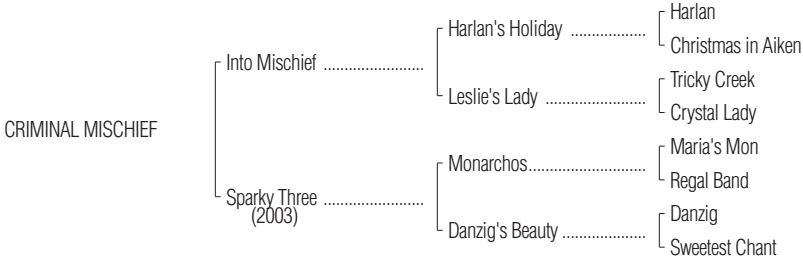 Harlan
Harlan's Holiday ....................
Christmas in Aiken
Into Mischief ...........................
Tricky Creek
Leslie's Lady ...........................
Crystal Lady
CRIMINAL MISCHIEF
Maria's Mon
Monarchos................................
Regal Band
Sparky Three ...........................
(2003)
Danzig
Danzig's Beauty ......................
Sweetest Chant